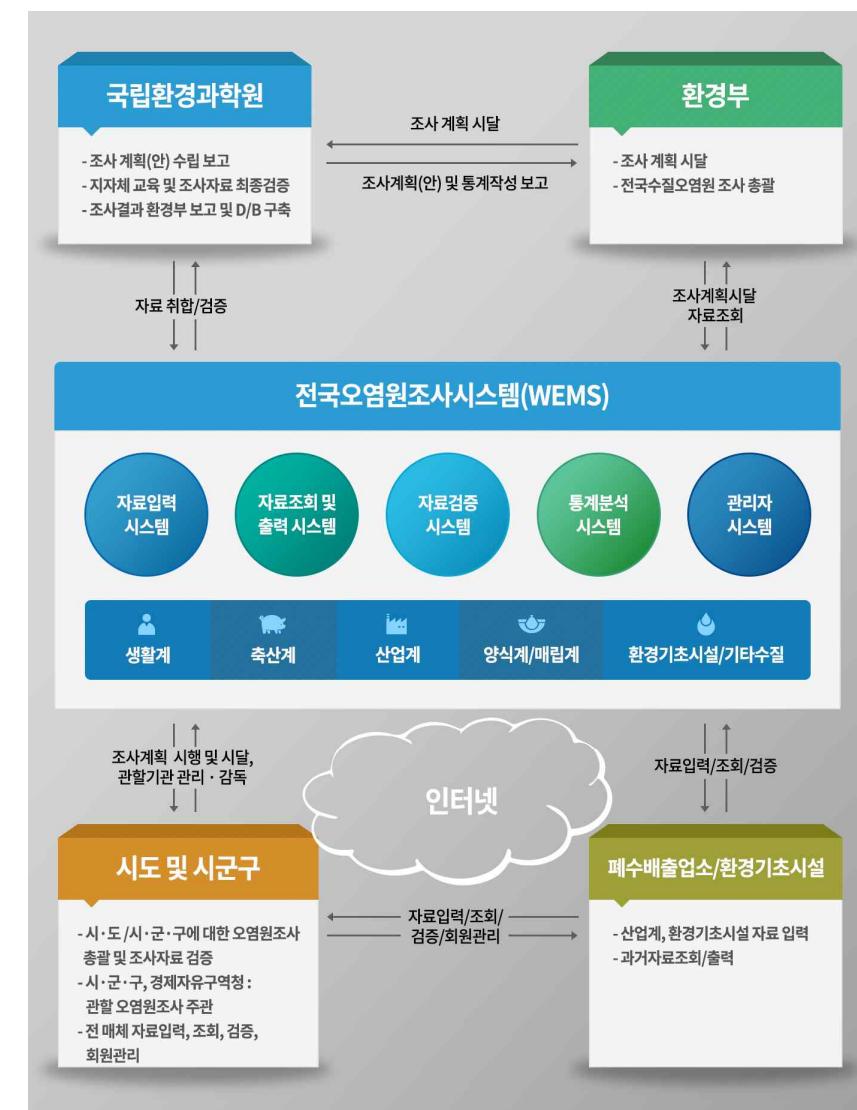 국립환경과학원
- 조사 계획(안) 수립 보고
- 지자체 교육 및 조사자료 최종검증
- 조사결과 환경부 보고 및 D/B 구축
조사 계획 시달
조사계획(안) 및 통계작성 보고
환경부
- 조사 계획 시달
- 전국수질오염원 조사 총괄
자료 취합/검증
조사계획시달
자료조회
전국오염원조사시스템(WEMS)
자료입력
시스템
자료조회 및
출력 시스템
자료검증
시스템
통계분석
시스템
관리자
시스템
생활계
축산계
산업계
양식계/매립계
환경기초시설/기타수질
조사계획 시행 및 시달,
관할기관 관리 · 감독
인터넷
자료입력/조회/검증
시도 및 시군구
- 시·도 /시·군·구에 대한 오염원조사
총괄 및 조사자료 검증
- 시·군·구, 경제자유구역청 :
관할 오염원조사 주관
- 전 매체 자료입력, 조회, 검증,
회원관리
자료입력/조회/
검증/회원관리
폐수배출업소/환경기초시설
- 산업계, 환경기초시설 자료 입력
- 과거자료조회/출력